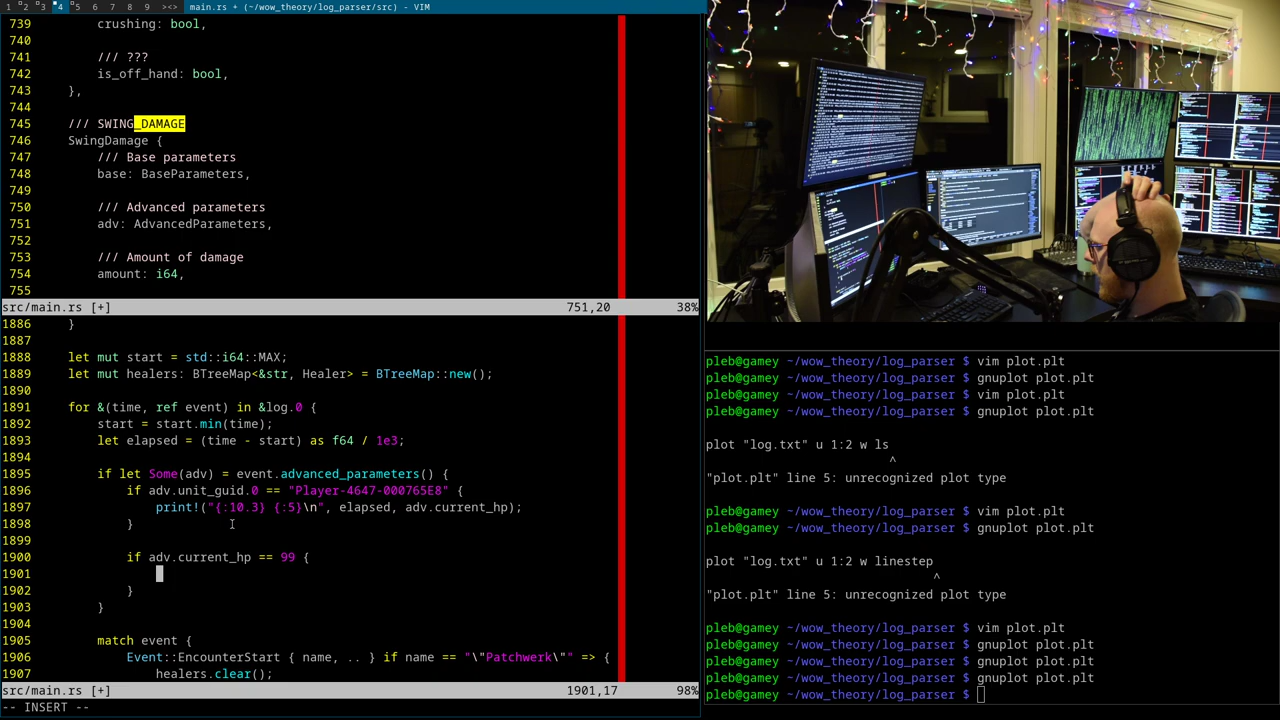 1 2 3 4 5 6 7 8 9 ><> main.rs + (~/wow_theory/log_parser/src) - VIM
739 crushing: bool,
740
741 /// ???
742 is_off_hand: bool,
743 },
744
745 /// SWING_DAMAGE
746 SwingDamage {
747 /// Base parameters
748 base: BaseParameters,
749
750 /// Advanced parameters
751 adv: AdvancedParameters,
752
753 /// Amount of damage
754 amount: i64,
755
src/main.rs [+] 751,20 38%
1886 }
1887
1888 let mut start = std::i64::MAX;
1889 let mut healers: BTreeMap<&str, Healer> = BTreeMap::new();
1890
1891 for &(time, ref event) in &log.0 {
1892 start = start.min(time);
1893 let elapsed = (time - start) as f64 / 1e3;
1894
1895 if let Some(adv) = event.advanced_parameters() {
1896 if adv.unit_guid.0 == "Player-4647-000765E8" {
1897 print!("{:10.3} {:5}\n", elapsed, adv.current_hp);
1898 }
1899
1900 if adv.current_hp == 99 {
1901
1902 }
1903 }
1904
1905 match event {
1906 Event::EncounterStart { name, .. } if name == "\"Patchwerk\"" => {
1907 healers.clear();
src/main.rs [+] 1901,17 98%
-- INSERT --
pleb@gamey ~/wow_theory/log_parser $ vim plot.plt
pleb@gamey ~/wow_theory/log_parser $ gnuplot plot.plt
pleb@gamey ~/wow_theory/log_parser $ vim plot.plt
pleb@gamey ~/wow_theory/log_parser $ gnuplot plot.plt
plot "log.txt" u 1:2 w ls
^
"plot.plt" line 5: unrecognized plot type
pleb@gamey ~/wow_theory/log_parser $ vim plot.plt
pleb@gamey ~/wow_theory/log_parser $ gnuplot plot.plt
plot "log.txt" u 1:2 w linestep
^
"plot.plt" line 5: unrecognized plot type
pleb@gamey ~/wow_theory/log_parser $ vim plot.plt
pleb@gamey ~/wow_theory/log_parser $ gnuplot plot.plt
pleb@gamey ~/wow_theory/log_parser $ gnuplot plot.plt
pleb@gamey ~/wow_theory/log_parser $ gnuplot plot.plt
pleb@gamey ~/wow_theory/log_parser $